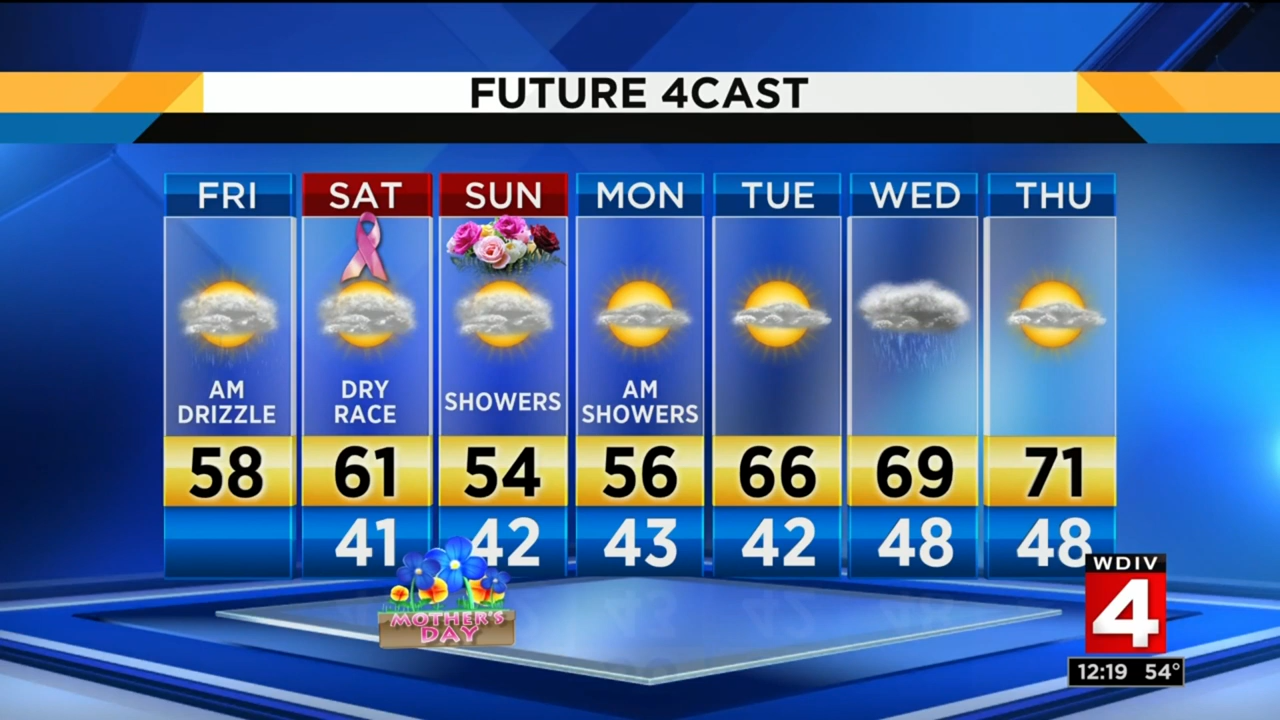 FUTURE 4CAST
FRI SAT SUN MON TUE WED THU
AM DRIZZLE
DRY RACE
SHOWERS
AM SHOWERS
58 61 54 56 66 69 71
41 42 43 42 48 48
MOTHER'S
DAY
WDIV
4
12:19 54°